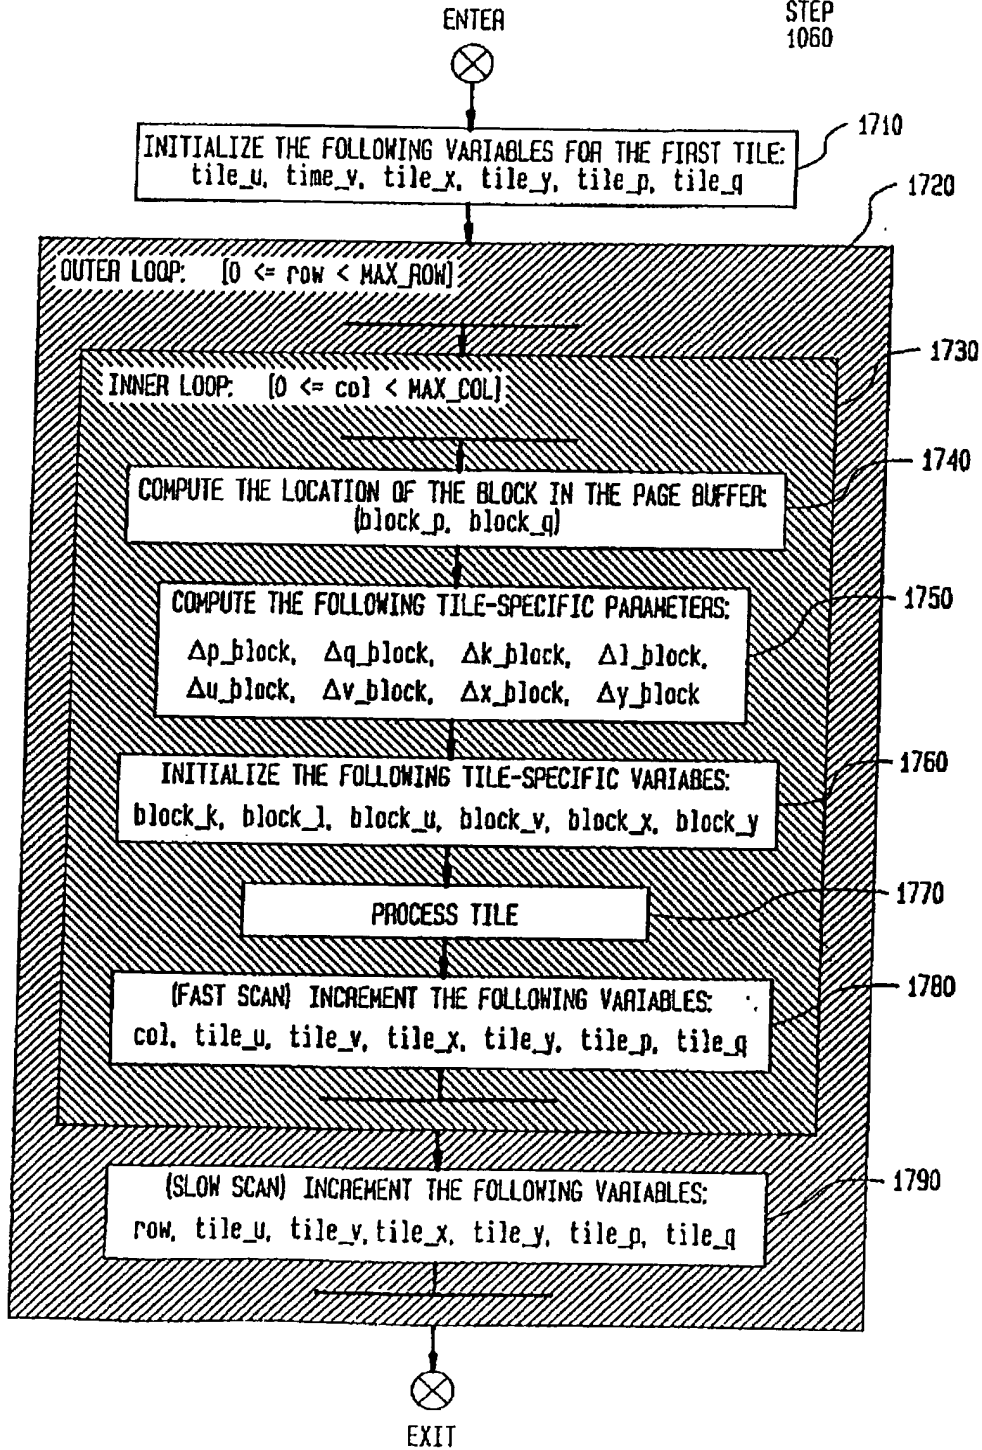 ENTER
STEP
1060
1710
INITIALIZE THE FOLLOWING VARIABLES FOR THE FIRST TILE:
tile_u, time_v, tile_x, tile_y, tile_p, tile_q
1720
OUTER LOOP: [0 <= row < MAX_ROW]
1730
INNER LOOP: [0 <= col < MAX_COL]
1740
COMPUTE THE LOCATION OF THE BLOCK IN THE PAGE BUFFER:
(block_p, block_q)
1750
COMPUTE THE FOLLOWING TILE-SPECIFIC PARAMETERS:
Δp_block, Δq_block, Δk_block, Δl_block,
Δu_block, Δv_block, Δx_block, Δy_block
1760
INITIALIZE THE FOLLOWING TILE-SPECIFIC VARIABES:
block_k, block_l, block_u, block_v, block_x, block_y
1770
PROCESS TILE
1780
(FAST SCAN) INCREMENT THE FOLLOWING VARIABLES:
col, tile_u, tile_v, tile_x, tile_y, tile_p, tile_q
1790
(SLOW SCAN) INCREMENT THE FOLLOWING VARIABLES:
row, tile_u, tile_v, tile_x, tile_y, tile_p, tile_q
EXIT